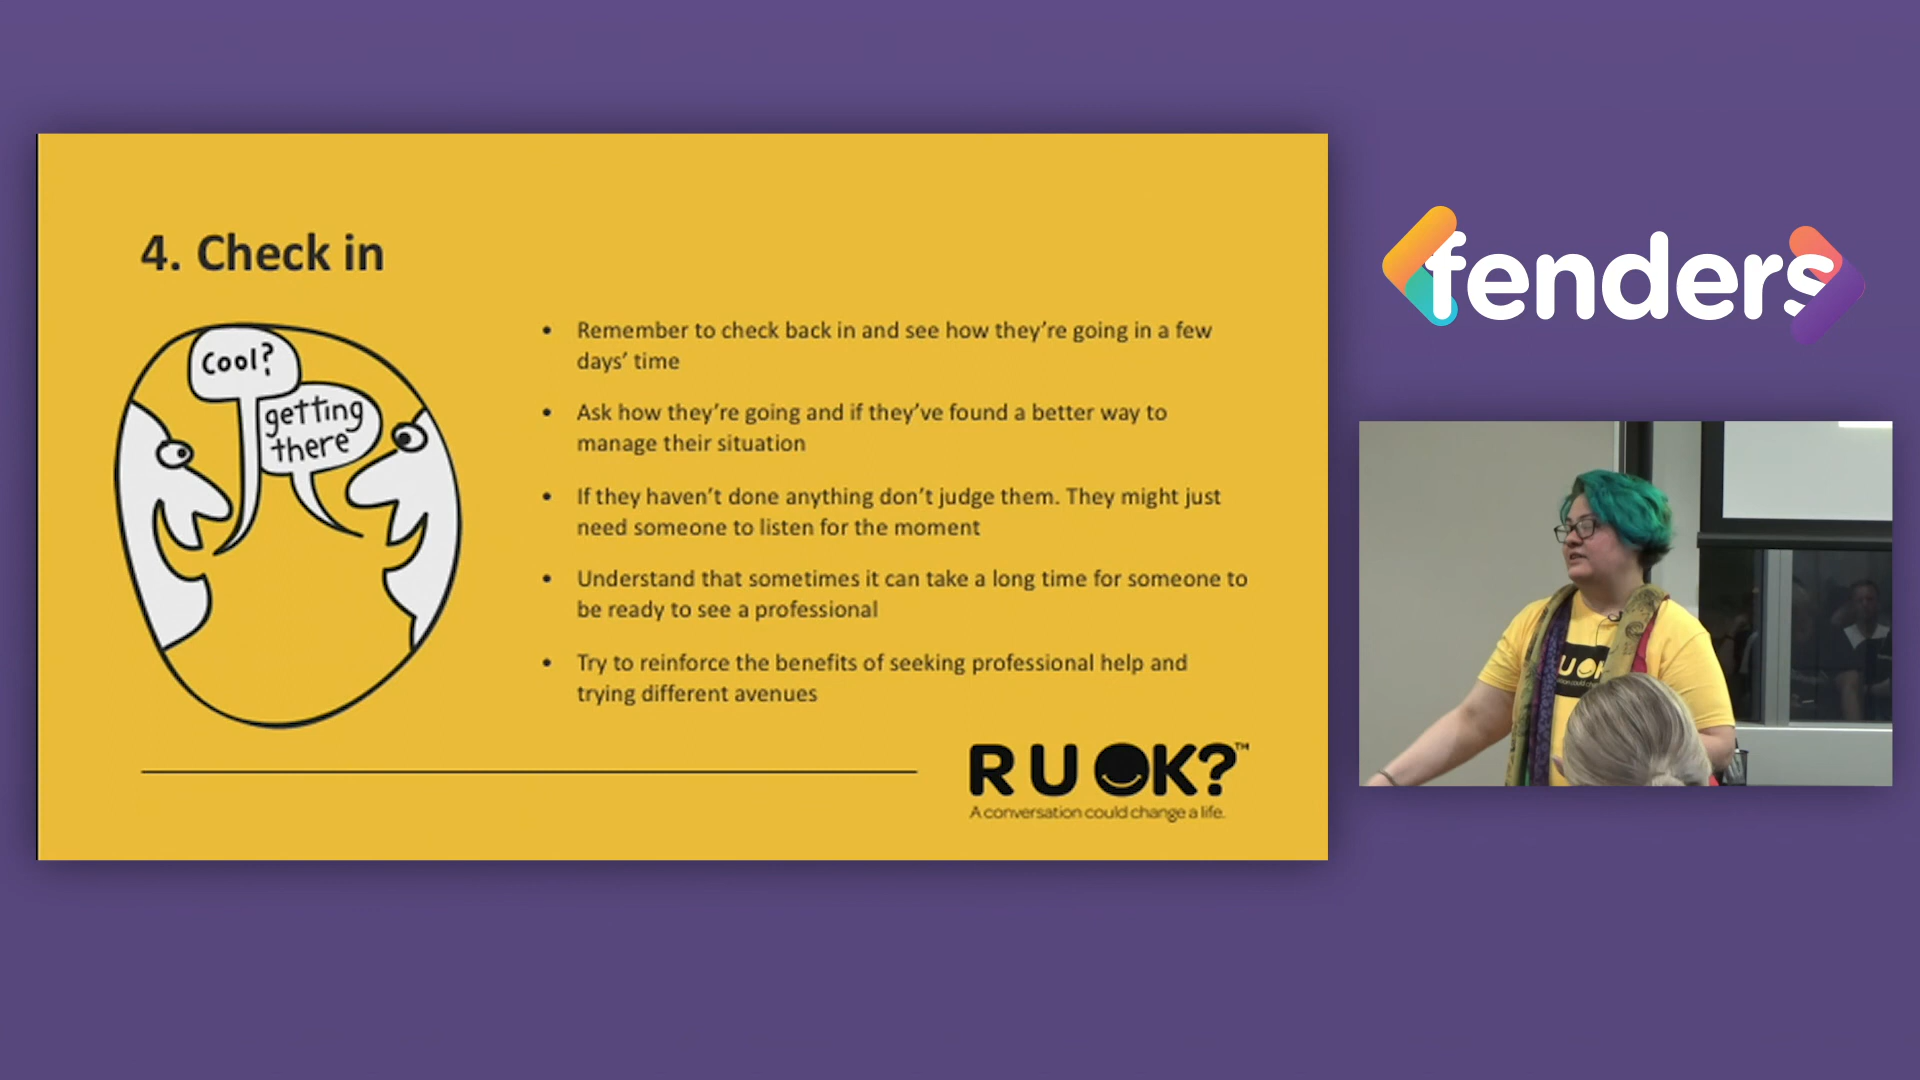 4. Check in
Cool?
getting
there
• Remember to check back in and see how they're going in a few
days' time
• Ask how they're going and if they've found a better way to
manage their situation
• If they haven't done anything don't judge them. They might just
need someone to listen for the moment
• Understand that sometimes it can take a long time for someone to
be ready to see a professional
• Try to reinforce the benefits of seeking professional help and
trying different avenues
R U OK?™
A conversation could change a life.
fenders
U OK